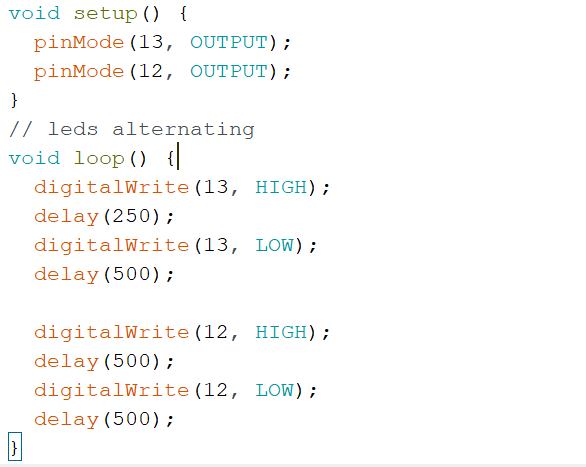 void setup() {
  pinMode(13, OUTPUT);
  pinMode(12, OUTPUT);
}
// leds alternating
void loop() {
  digitalWrite(13, HIGH);
  delay(250);
  digitalWrite(13, LOW);
  delay(500);

  digitalWrite(12, HIGH);
  delay(500);
  digitalWrite(12, LOW);
  delay(500);
}